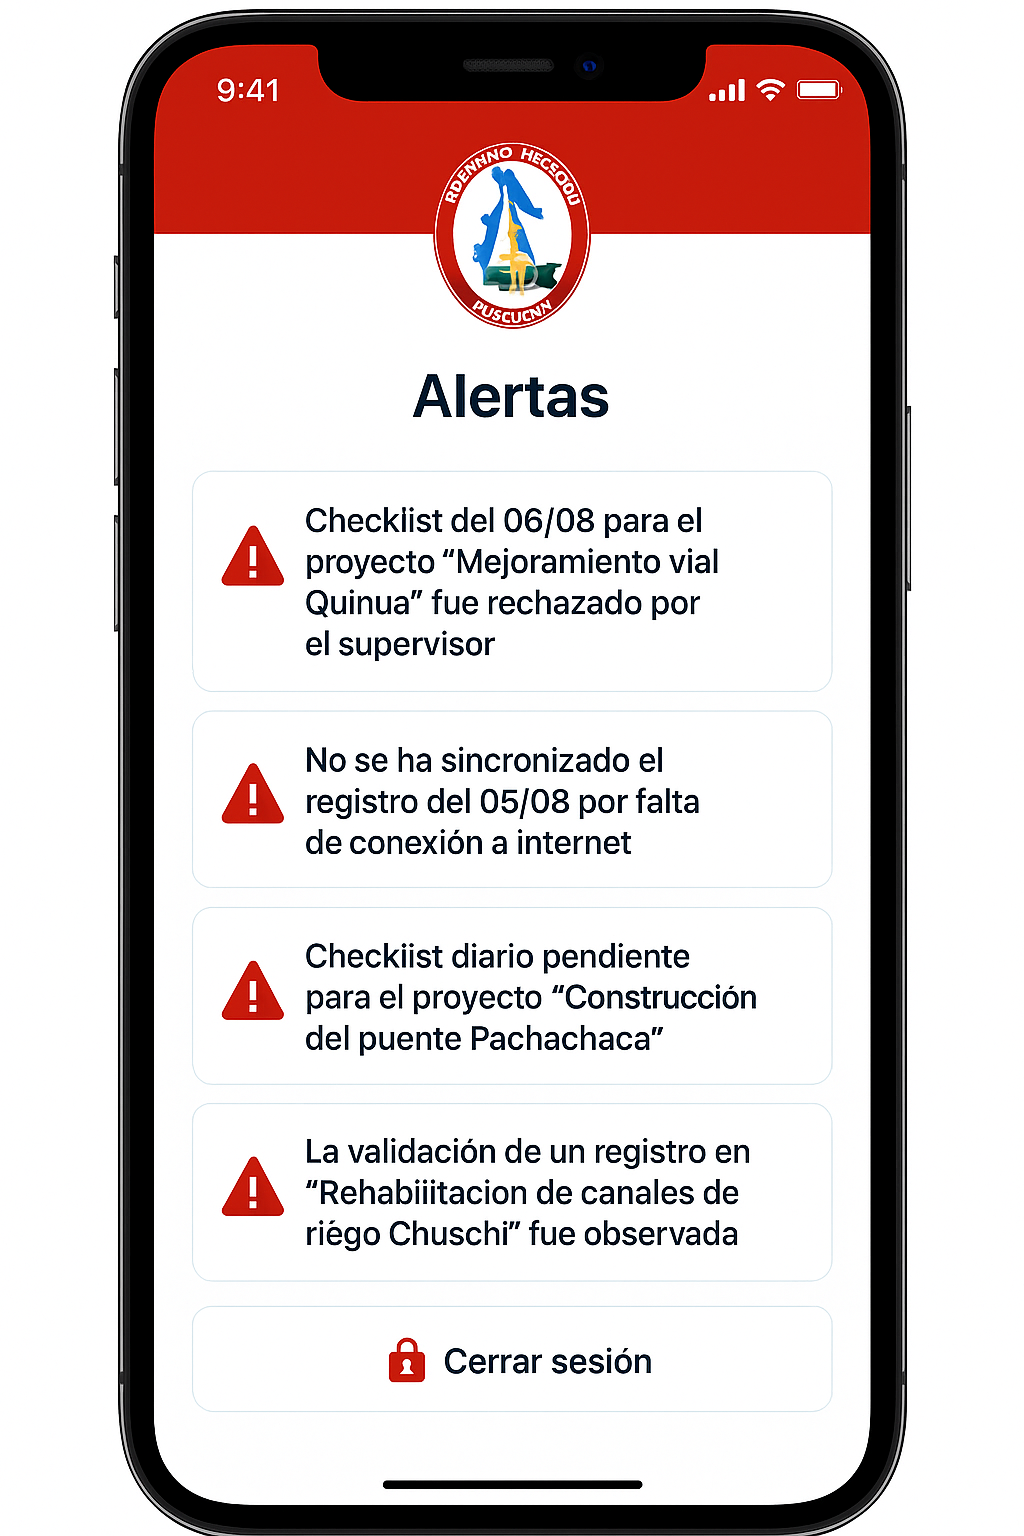 9:41
RDENNINO HECSCIOU
PUSCUCNN
Alertas
Checklist del 06/08 para el
proyecto “Mejoramiento vial
Quinua” fue rechazado por
el supervisor
No se ha sincronizado el
registro del 05/08 por falta
de conexión a internet
Checkiist diario pendiente
para el proyecto “Construcción
del puente Pachachaca”
La validación de un registro en
“Rehabiiitacion de canales de
riégo Chuschi” fue observada
Cerrar sesión